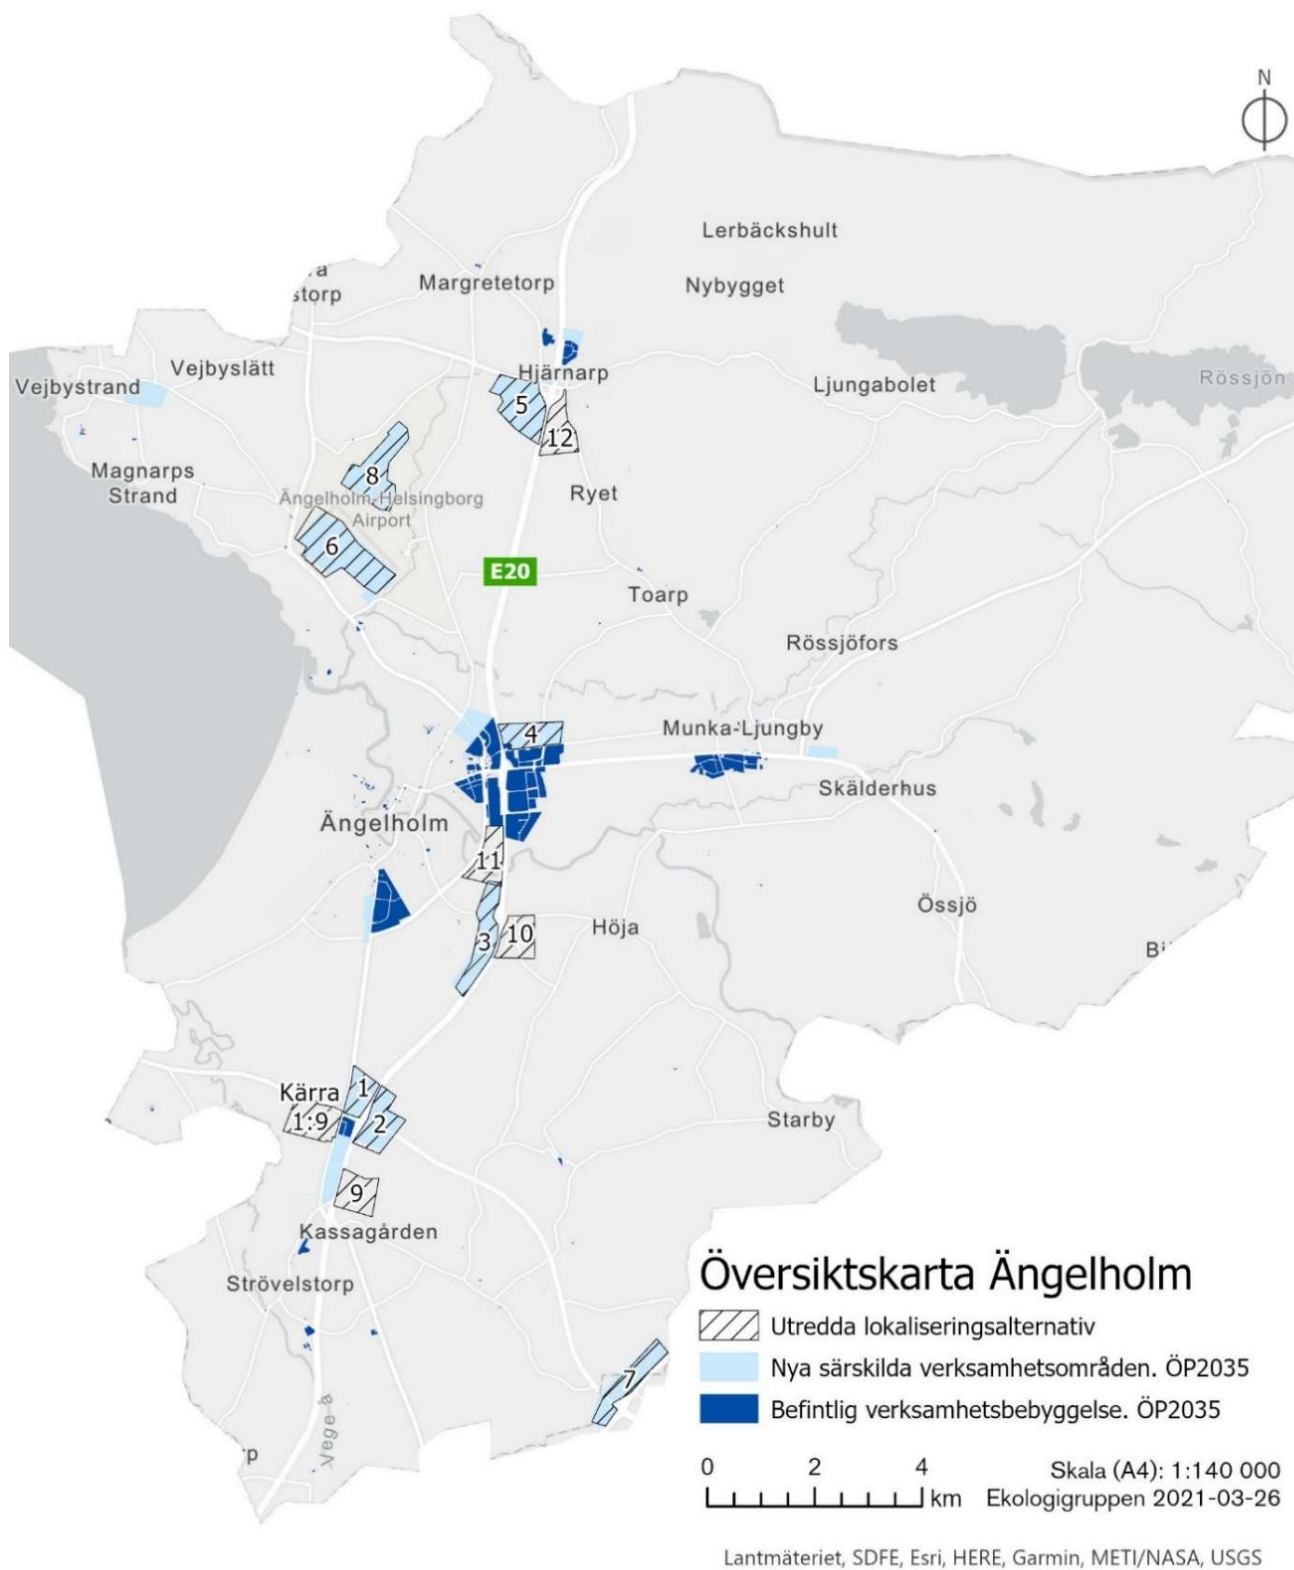 N
Lerbäckshult
Margretetorp
Nybygget
storp
Vejbyslätt
Hjärnarp
Vejbystrand
Ljungabolet
Rössjön
5
12
8
Magnarps
Strand
Ryet
Ängelholm-Helsingborg
Airport
6
E20
Toarp
Rössjöfors
4
Munka-Ljungby
Skälderhus
Ängelholm
11
Össjö
Höja
10
3
Kärra
1:9
1
2
Starby
9
Kassagården
Strövelstorp
7
Vege å
Översiktskarta Ängelholm
Utredda lokaliseringsalternativ
Nya särskilda verksamhetsområden. ÖP2035
Befintlig verksamhetsbebyggelse. ÖP2035
0 2 4
km
Skala (A4): 1:140 000
Ekologigruppen 2021-03-26
Lantmäteriet, SDFE, Esri, HERE, Garmin, METI/NASA, USGS